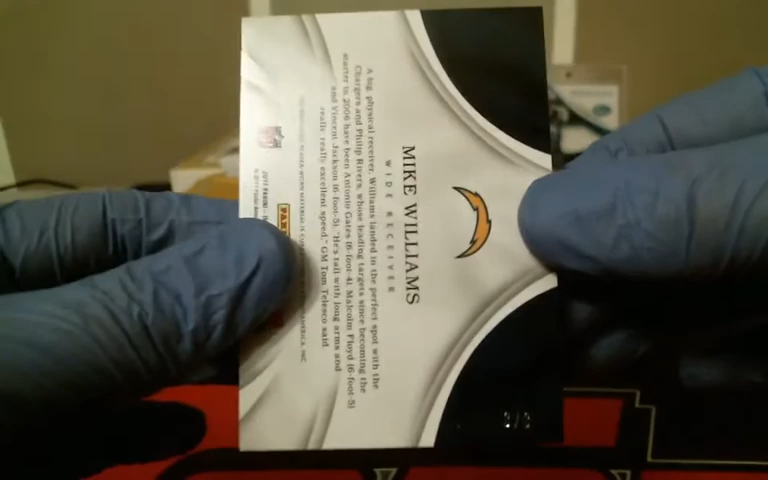 MIKE WILLIAMS
WIDE RECEIVER
A big, physical receiver, Williams landed in the perfect spot with the
Chargers and Philip Rivers, whose leading targets since becoming the
starter in 2006 have been Antonio Gates (6-foot-4), Malcolm Floyd (6-foot-5)
and Vincent Jackson (6-foot-5). "He's tall with long arms and
really, really excellent speed," GM Tom Telesco said.
2017 PANINI